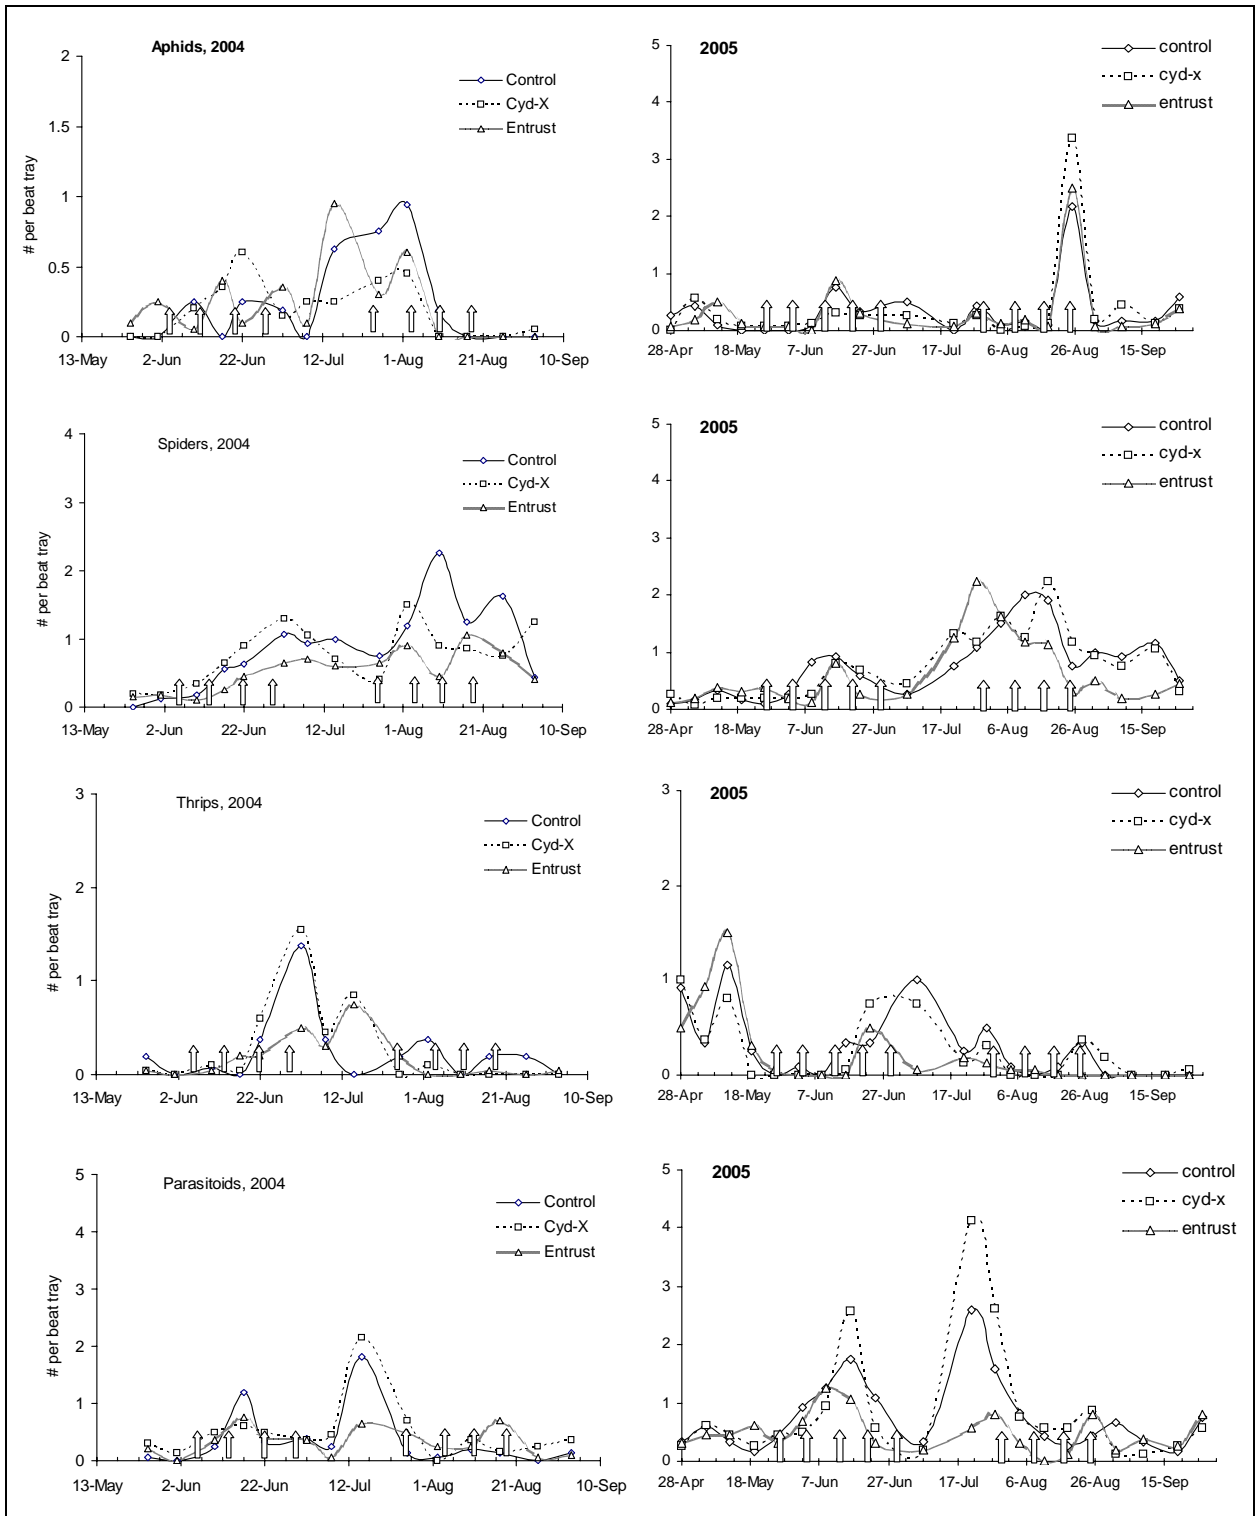 Aphids, 2004
2
1.5
1
0.5
0
# per beat tray
Control
Cyd-X
Entrust
13-May 2-Jun 22-Jun 12-Jul 1-Aug 21-Aug 10-Sep
2005
5
4
3
2
1
0
control
cyd-x
entrust
28-Apr 18-May 7-Jun 27-Jun 17-Jul 6-Aug 26-Aug 15-Sep
Spiders, 2004
4
3
2
1
0
# per beat tray
Control
Cyd-X
Entrust
13-May 2-Jun 22-Jun 12-Jul 1-Aug 21-Aug 10-Sep
2005
5
4
3
2
1
0
control
cyd-x
entrust
28-Apr 18-May 7-Jun 27-Jun 17-Jul 6-Aug 26-Aug 15-Sep
Thrips, 2004
3
2
1
0
# per beat tray
Control
Cyd-X
Entrust
13-May 2-Jun 22-Jun 12-Jul 1-Aug 21-Aug 10-Sep
2005
3
2
1
0
control
cyd-x
entrust
28-Apr 18-May 7-Jun 27-Jun 17-Jul 6-Aug 26-Aug 15-Sep
Parasitoids, 2004
5
4
3
2
1
0
# per beat tray
Control
Cyd-X
Entrust
13-May 2-Jun 22-Jun 12-Jul 1-Aug 21-Aug 10-Sep
2005
5
4
3
2
1
0
control
cyd-x
entrust
28-Apr 18-May 7-Jun 27-Jun 17-Jul 6-Aug 26-Aug 15-Sep